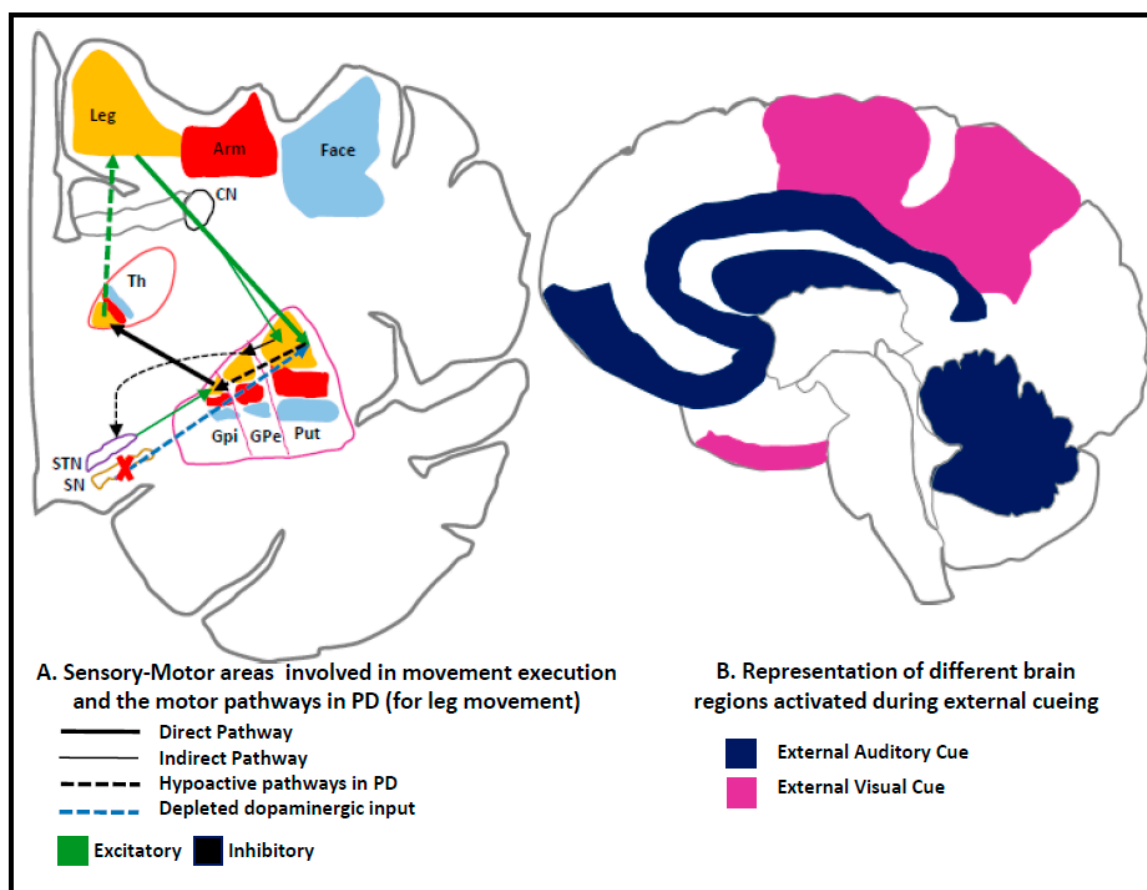 Leg
Arm
Face
CN
Th
Gpi GPe Put
STN
SN
A. Sensory-Motor areas involved in movement execution
and the motor pathways in PD (for leg movement)
Direct Pathway
Indirect Pathway
Hypoactive pathways in PD
Depleted dopaminergic input
Excitatory Inhibitory
B. Representation of different brain
regions activated during external cueing
External Auditory Cue
External Visual Cue